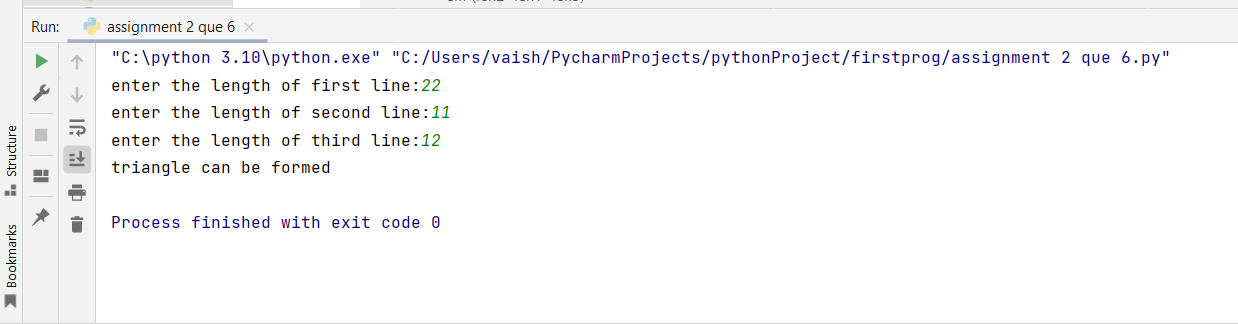 Run: assignment 2 que 6
"C:\python 3.10\python.exe" "C:/Users/vaish/PycharmProjects/pythonProject/firstprog/assignment 2 que 6.py"
enter the length of first line:22
enter the length of second line:11
enter the length of third line:12
triangle can be formed
Process finished with exit code 0
Structure
Bookmarks